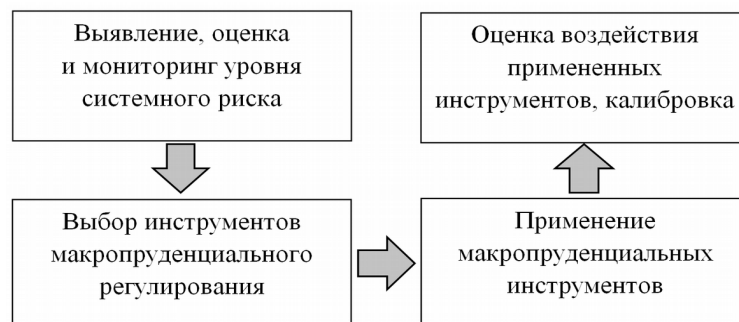 Выявление, оценка
и мониторинг уровня
системного риска
Выбор инструментов
макропруденциального
регулирования
Применение
макропруденциальных
инструментов
Оценка воздействия
примененных
инструментов, калибровка